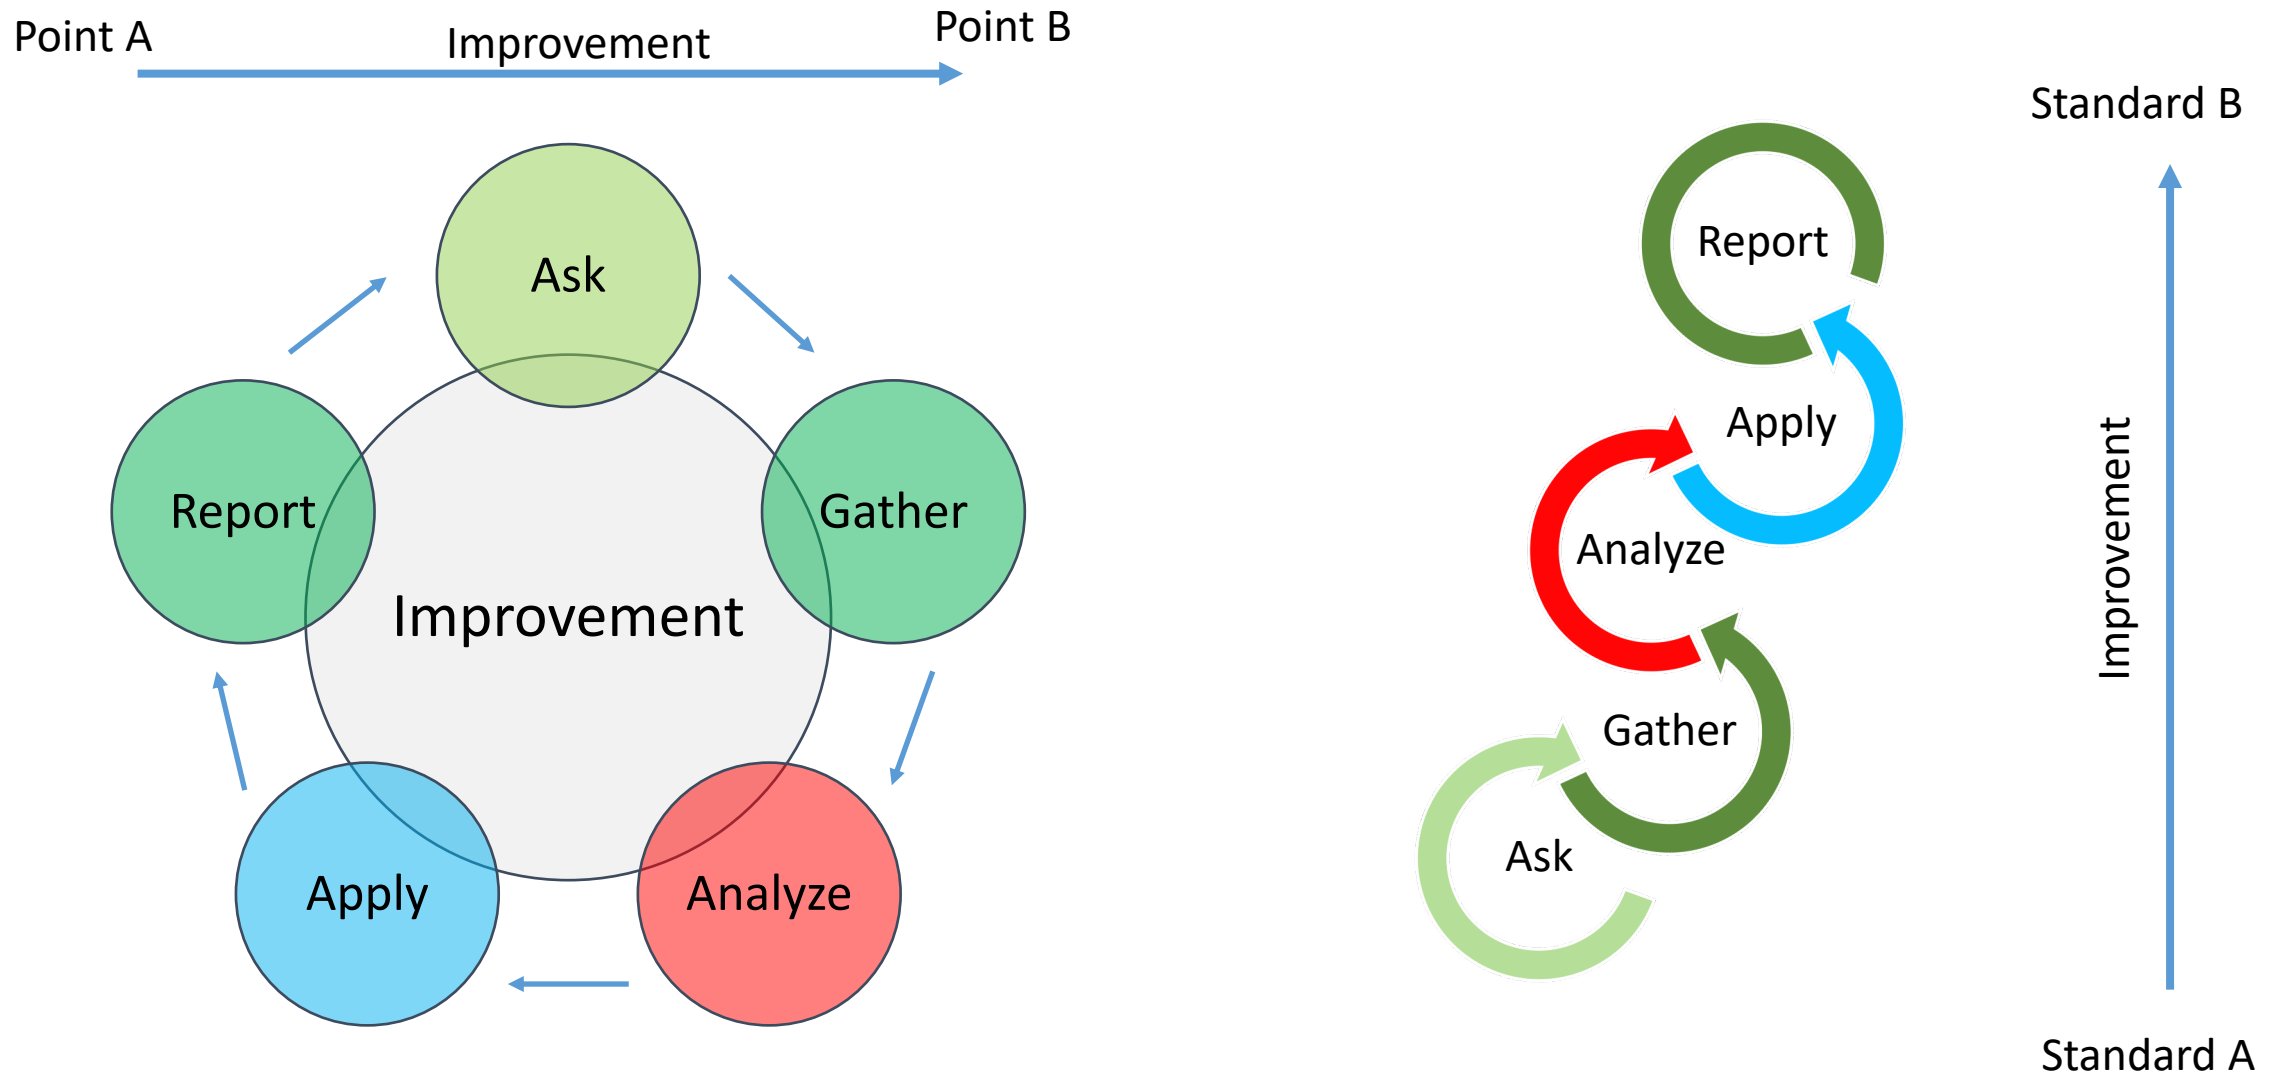 Point A
Improvement
Point B
Ask
Report
Gather
Improvement
Apply
Analyze
Standard B
Report
Apply
Analyze
Gather
Ask
Improvement
Standard A